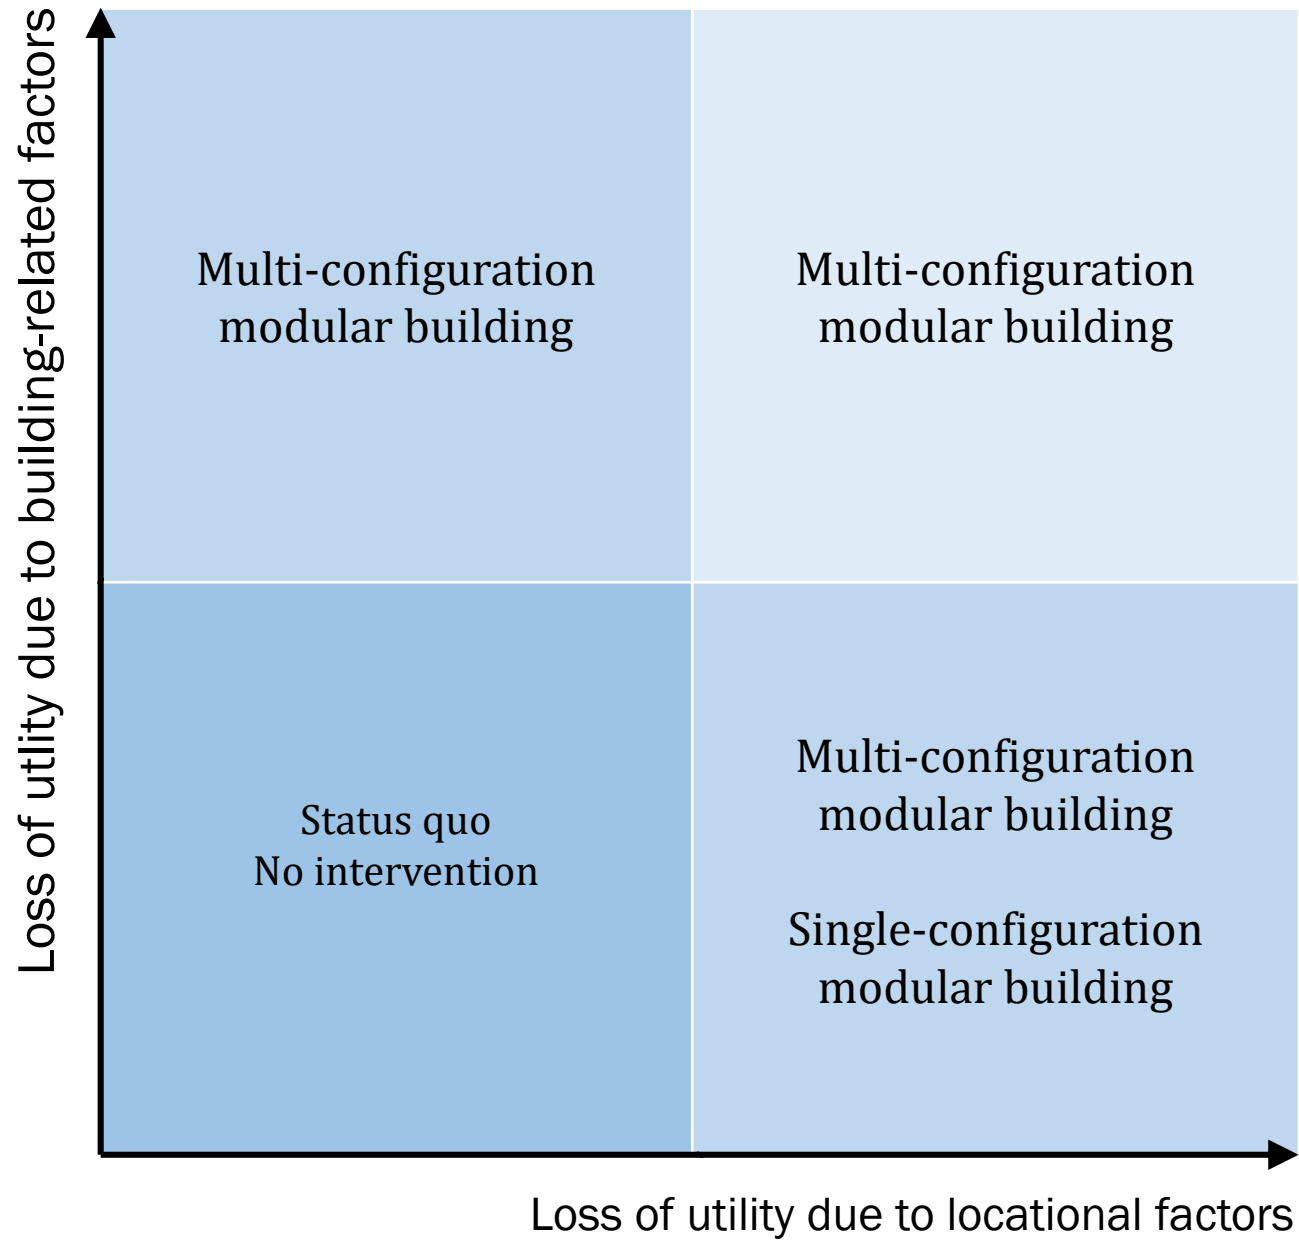 Loss of utlity due to building-related factors
Multi-configuration
modular building
Multi-configuration
modular building
Status quo
No intervention
Multi-configuration
modular building
Single-configuration
modular building
Loss of utility due to locational factors